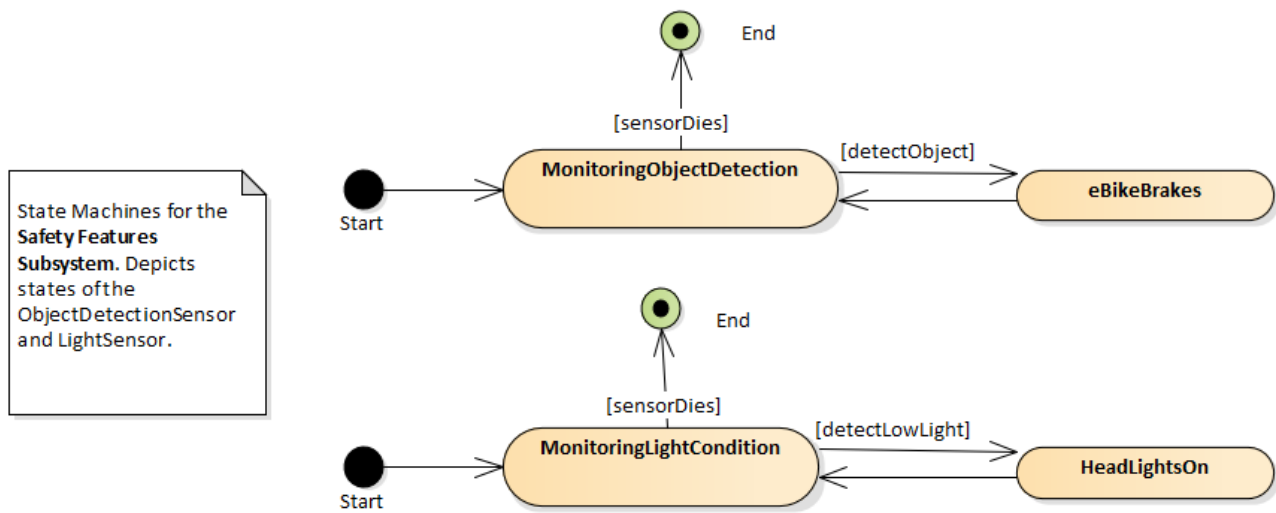 State Machines for the
Safety Features
Subsystem. Depicts
states of the
ObjectDetectionSensor
and LightSensor.
End
[sensorDies]
MonitoringObjectDetection
[detectObject]
eBikeBrakes
Start
End
[sensorDies]
MonitoringLightCondition
[detectLowLight]
HeadLightsOn
Start